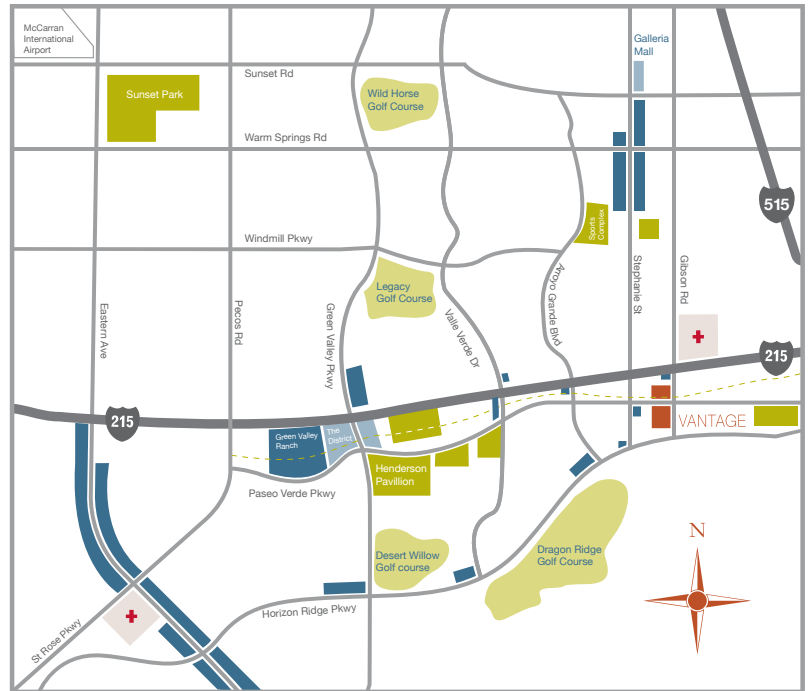 McCarran
International
Airport
Galleria
Mall
Sunset Rd
Sunset Park
Wild Horse
Golf Course
Warm Springs Rd
515
Sports
Complex
Windmill Pkwy
Legacy
Golf Course
Eastern Ave
Pecos Rd
Green Valley Pkwy
Valle Verde Dr
Arroyo Grande Blvd
Stephanie St
Gibson Rd
215
215
VANTAGE
Green Valley
Ranch
The
District
Henderson
Pavillion
Paseo Verde Pkwy
Desert Willow
Golf course
Dragon Ridge
Golf Course
N
Horizon Ridge Pkwy
St Rose Pkwy